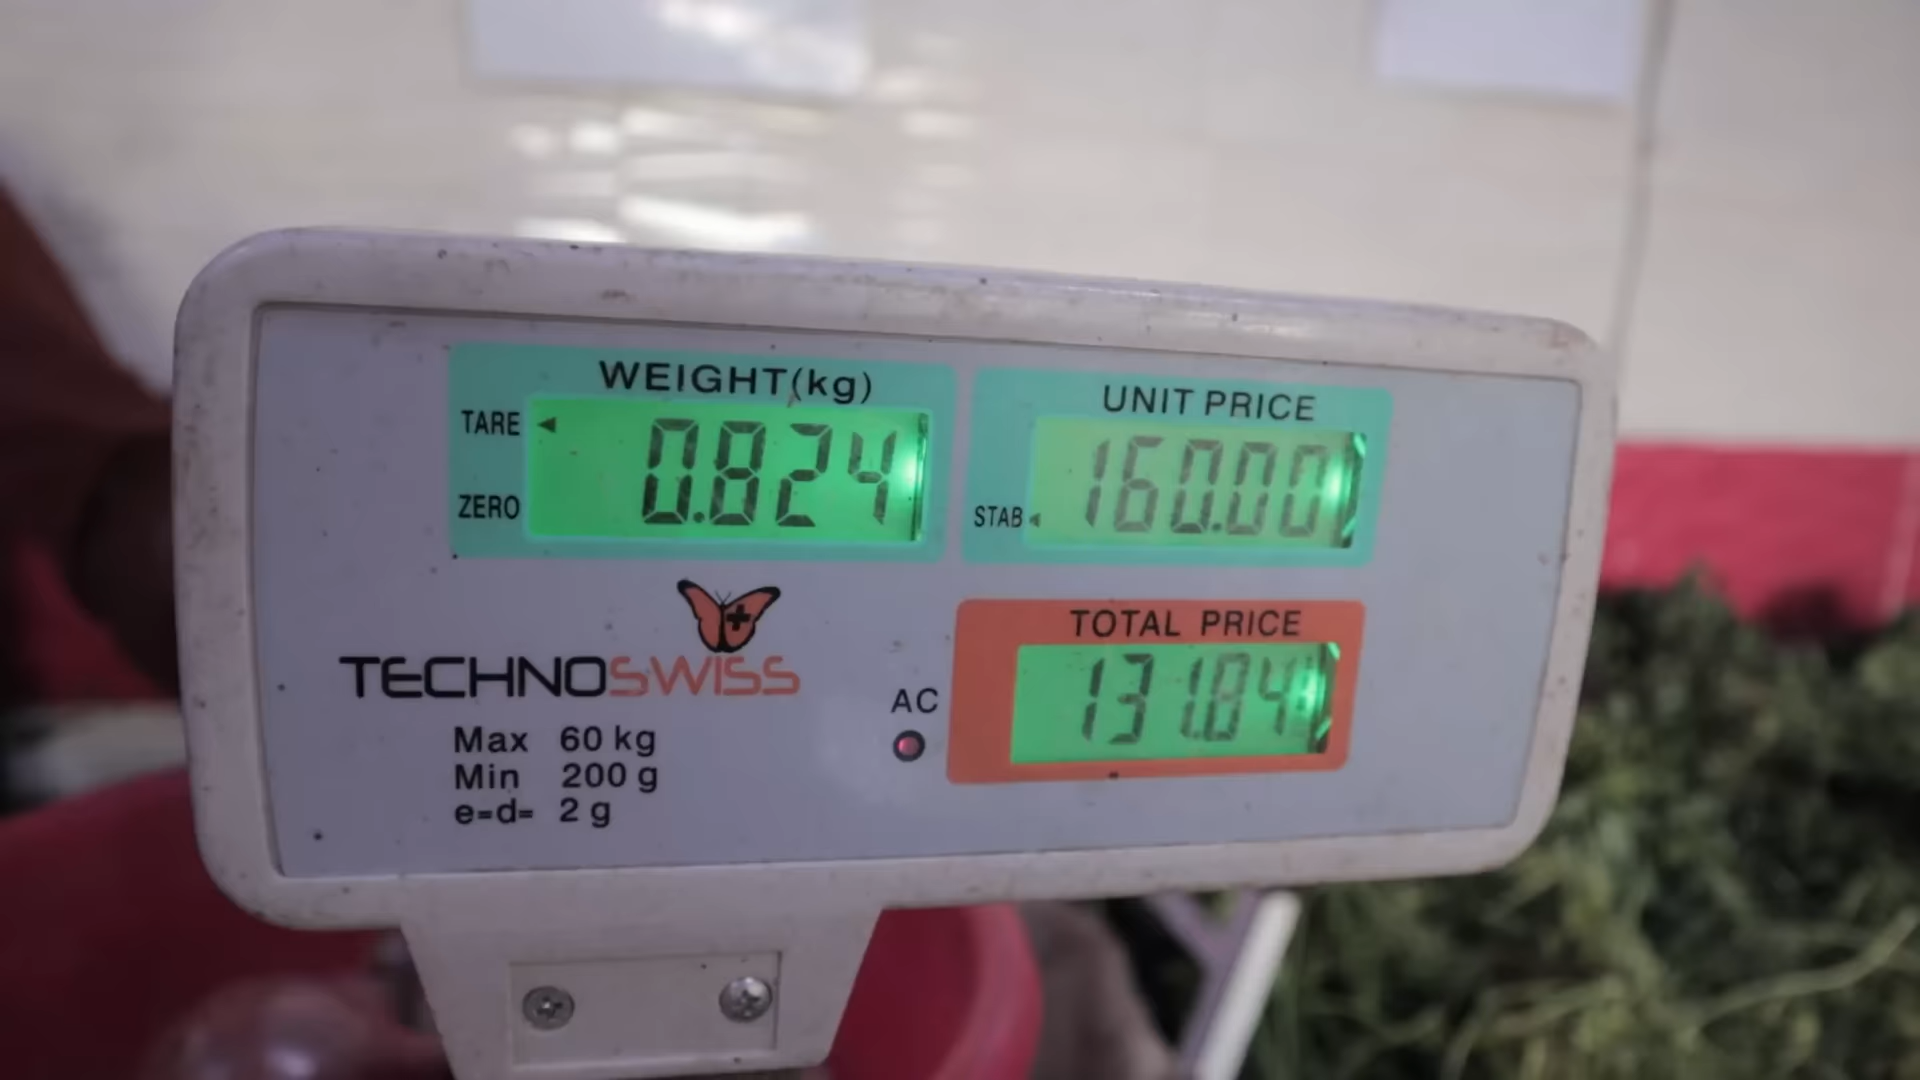 WEIGHT(kg)
TARE
0.824
ZERO
UNIT PRICE
160.00
STAB
TECHNOSWISS
Max 60 kg
Min 200 g
e=d= 2 g
AC
TOTAL PRICE
131.84